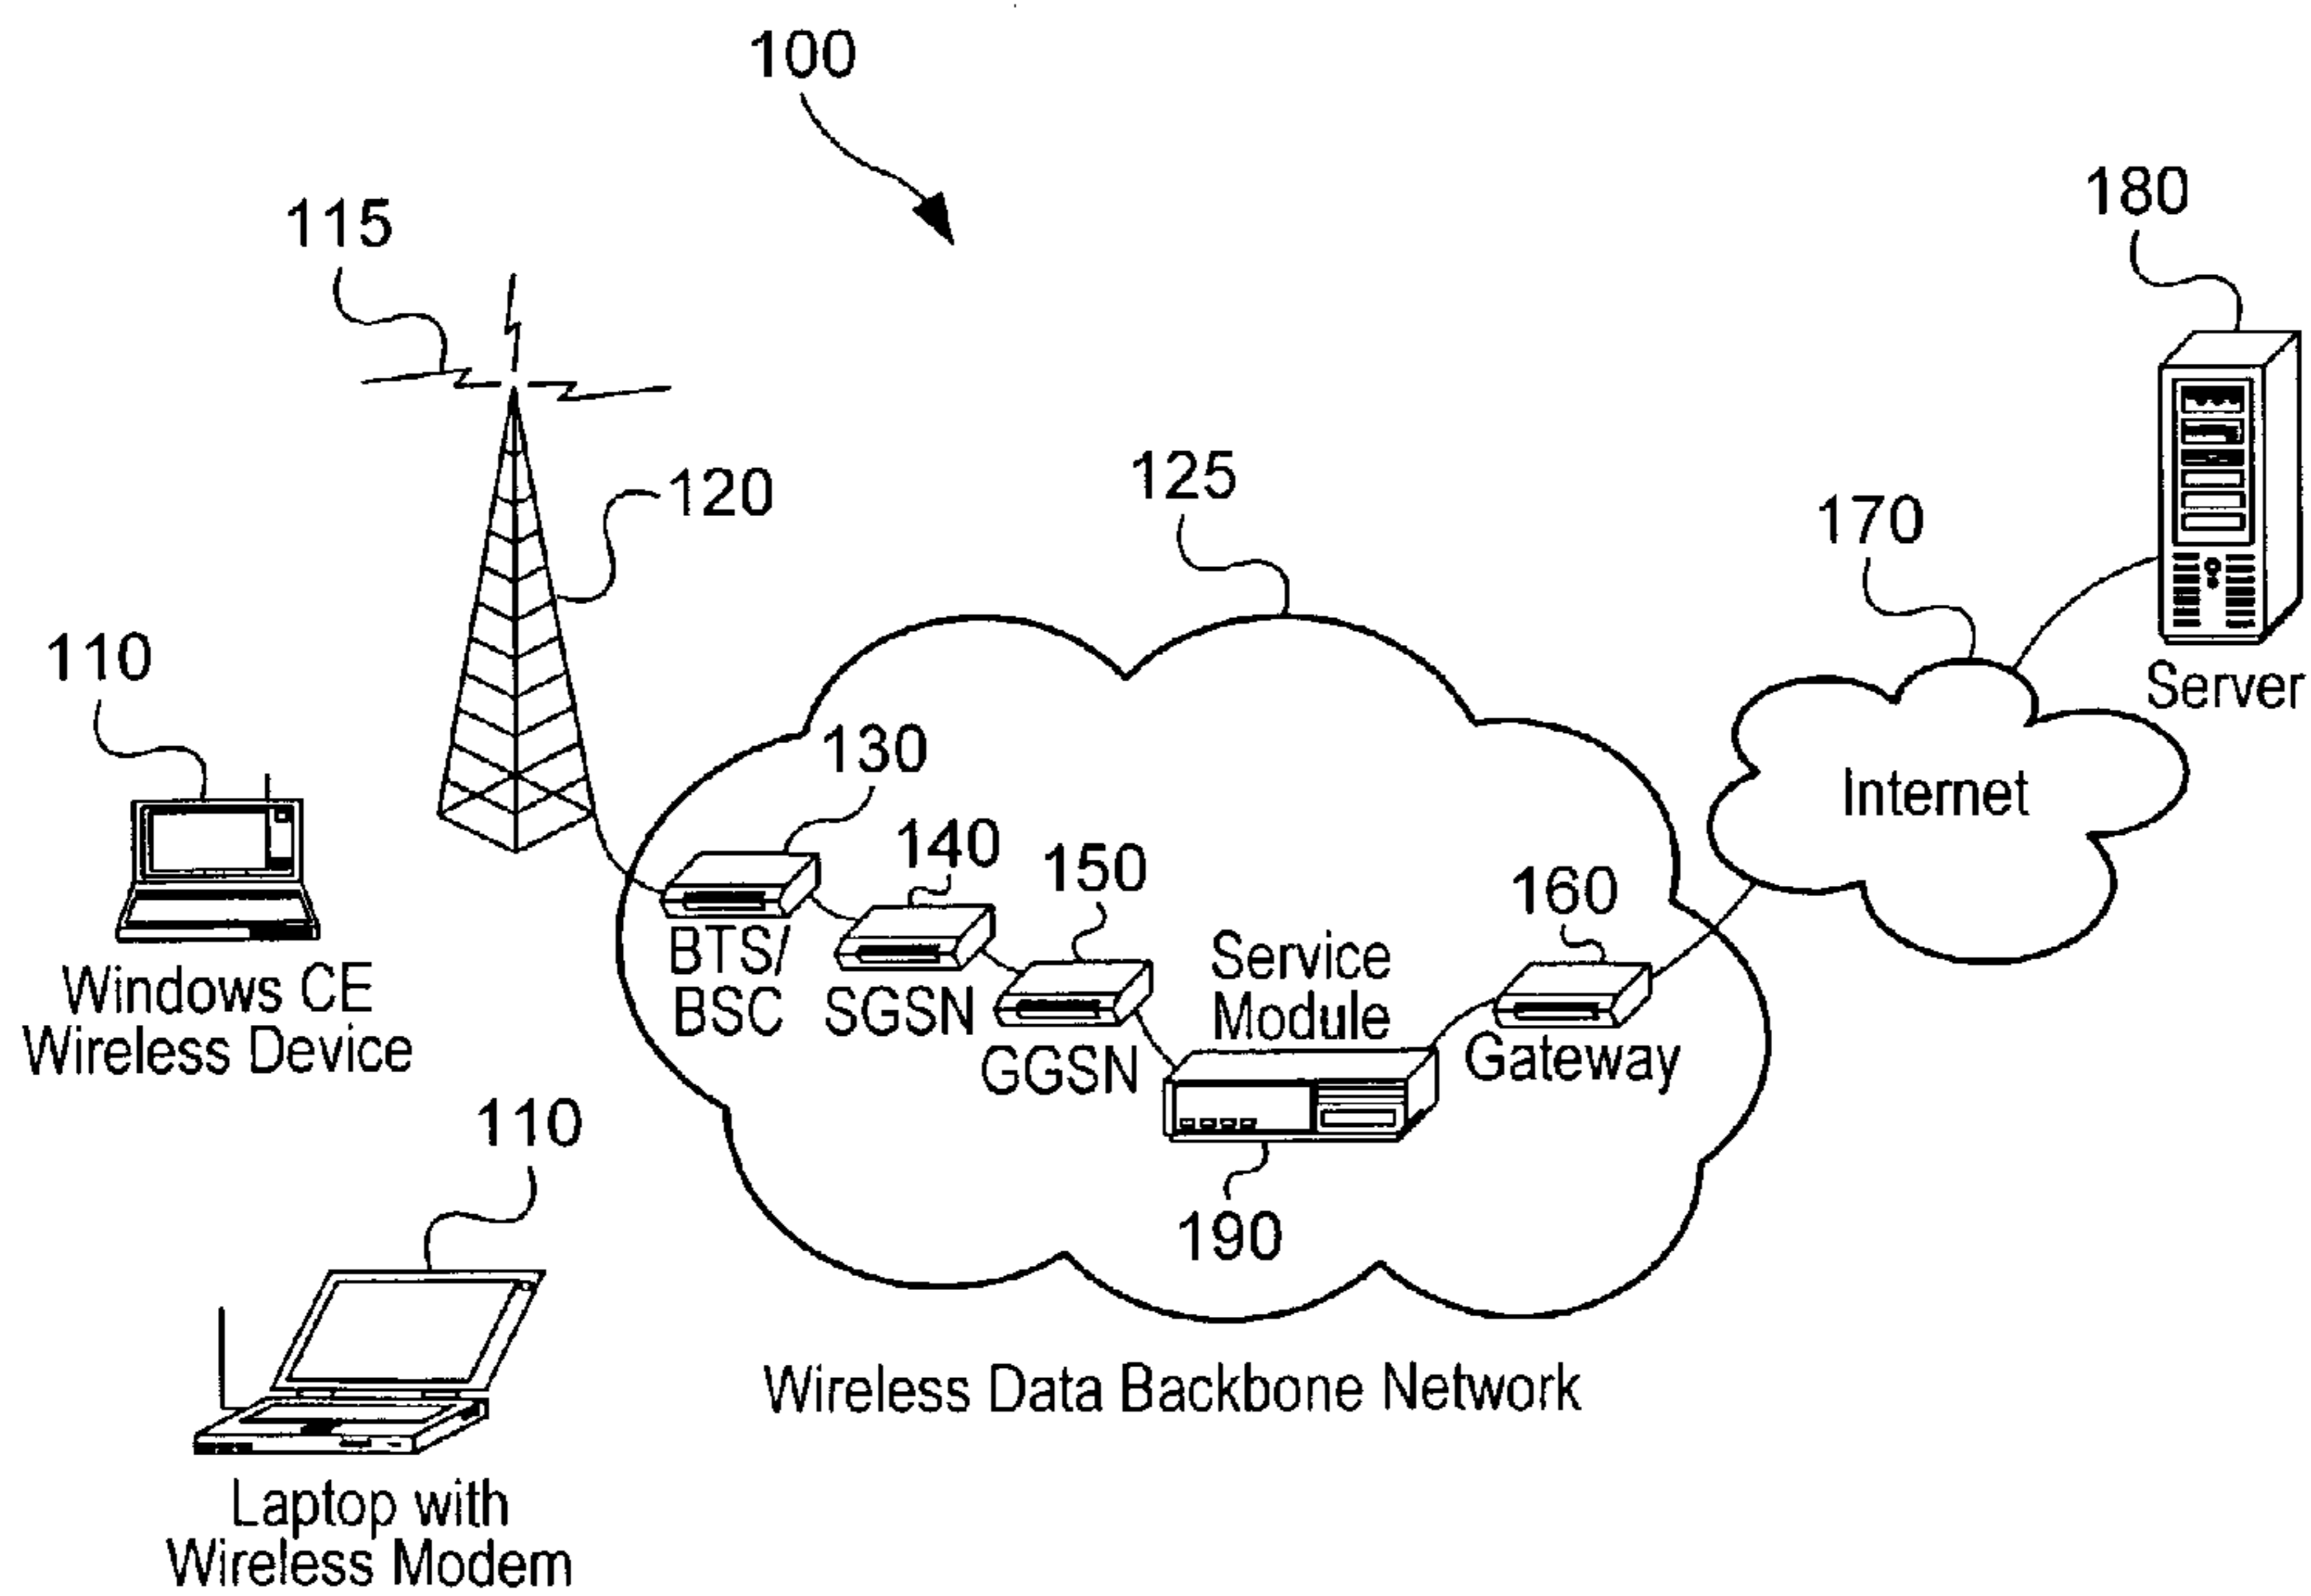 100
180
115
120
125
170
110
Server
130
Internet
140
150
160
BTS/
BSC
Service
Module
Windows CE
Wireless Device
SGSN
GGSN
Gateway
110
190
Wireless Data Backbone Network
Laptop with
Wireless Modem